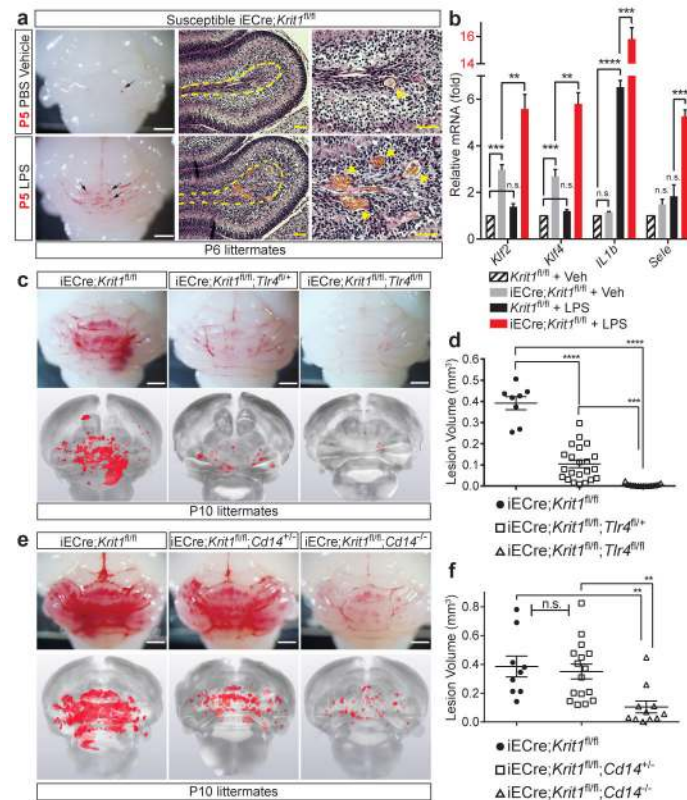 a
Susceptible iECre;Krit1fl/fl
P5 PBS Vehicle
P5 LPS
P6 littermates
b
Relative mRNA (fold)
16
14
6
4
2
0
***
n.s.
**
***
n.s.
**
****
n.s.
***
n.s.
n.s.
***
Klf2
Klf4
IL1b
Sele
Krit1fl/fl + Veh
iECre;Krit1fl/fl + Veh
Krit1fl/fl + LPS
iECre;Krit1fl/fl + LPS
c
iECre;Krit1fl/fl
iECre;Krit1fl/fl;Tlr4fl/+
iECre;Krit1fl/fl;Tlr4fl/fl
P10 littermates
d
Lesion Volume (mm³)
0.6
0.5
0.4
0.3
0.2
0.1
0.0
****
****
***
iECre;Krit1fl/fl
iECre;Krit1fl/fl;Tlr4fl/+
iECre;Krit1fl/fl;Tlr4fl/fl
e
iECre;Krit1fl/fl
iECre;Krit1fl/fl;Cd14+/-
iECre;Krit1fl/fl;Cd14-/-
P10 littermates
f
Lesion Volume (mm³)
1.0
0.8
0.6
0.4
0.2
0.0
n.s.
**
**
iECre;Krit1fl/fl
iECre;Krit1fl/fl;Cd14+/-
iECre;Krit1fl/fl;Cd14-/-